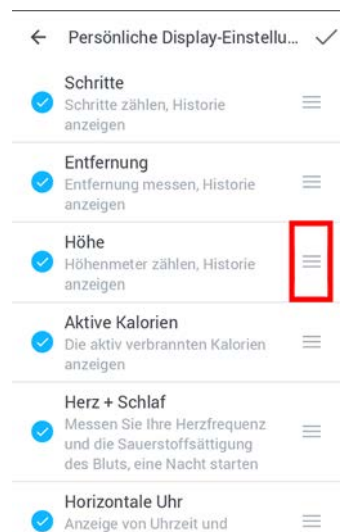 Persönliche Display-Einstellu...
Schritte
Schritte zählen, Historie
anzeigen
Entfernung
Entfernung messen, Historie
anzeigen
Höhe
Höhenmeter zählen, Historie
anzeigen
Aktive Kalorien
Die aktiv verbrannten Kalorien
anzeigen
Herz + Schlaf
Messen Sie Ihre Herzfrequenz
und die Sauerstoffsättigung
des Bluts, eine Nacht starten
Horizontale Uhr
Anzeige von Uhrzeit und